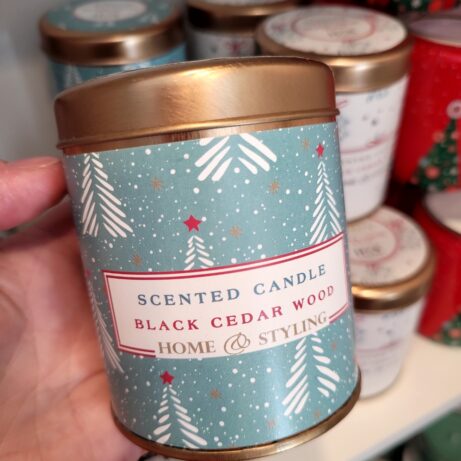 SCENTED CANDLE
BLACK CEDAR WOOD
HOME & STYLING